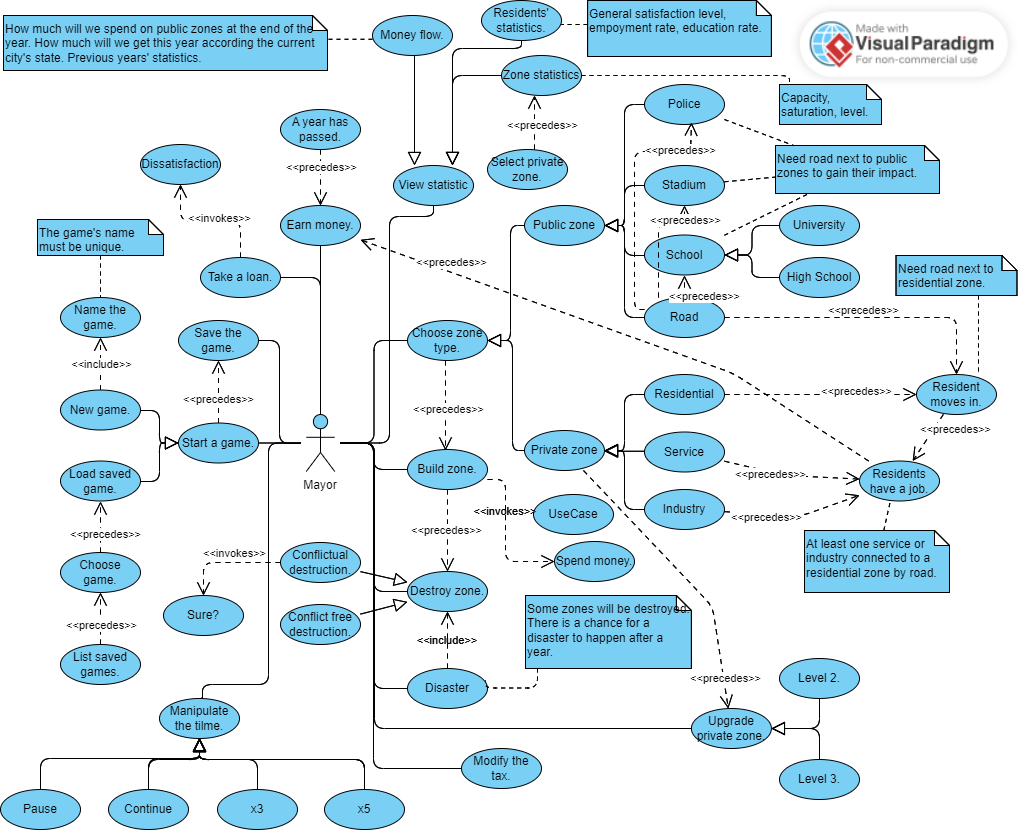 How much will we spend on public zones at the end of the
year. How much will we get this year according the current
city's state. Previous years' statistics.
Money flow.
Residents'
statistics.
General satisfaction level,
empoyment rate, education rate.
Made with
VisualParadigm
For non-commercial use
Zone statistics
Capacity,
saturation, level.
Police
A year has
passed.
<<precedes>>
<<precedes>>
<<precedes>>
Dissatisfaction
Select private
zone.
Need road next to public
zones to gain their impact.
View statistic
Stadium
<<invokes>>
<<precedes>>
The game's name
must be unique.
Earn money.
Public zone
University
School
<<precedes>>
Take a loan.
High School
Need road next to
residential zone.
<<precedes>>
Name the
game.
Road
<<precedes>>
Save the
game.
Choose zone
type.
<<include>>
Residential
<<precedes>>
Resident
moves in.
<<precedes>>
<<precedes>>
New game.
<<precedes>>
Start a game.
Mayor
Private zone
Service
Load saved
game.
Build zone.
<<precedes>>
Residents
have a job.
<<invokes>>
UseCase
Industry
<<precedes>>
<<precedes>>
<<precedes>>
At least one service or
industry connected to a
residential zone by road.
<<invokes>>
Conflictual
destruction.
Spend money.
Choose
game.
Destroy zone.
Sure?
Conflict free
destruction.
Some zones will be destroyed.
There is a chance for a
disaster to happen after a
year.
<<precedes>>
<<include>>
List saved
games.
Disaster
<<precedes>>
Level 2.
Manipulate
the tilme.
Upgrade
private zone.
Modify the
tax.
Level 3.
Pause
Continue
x3
x5